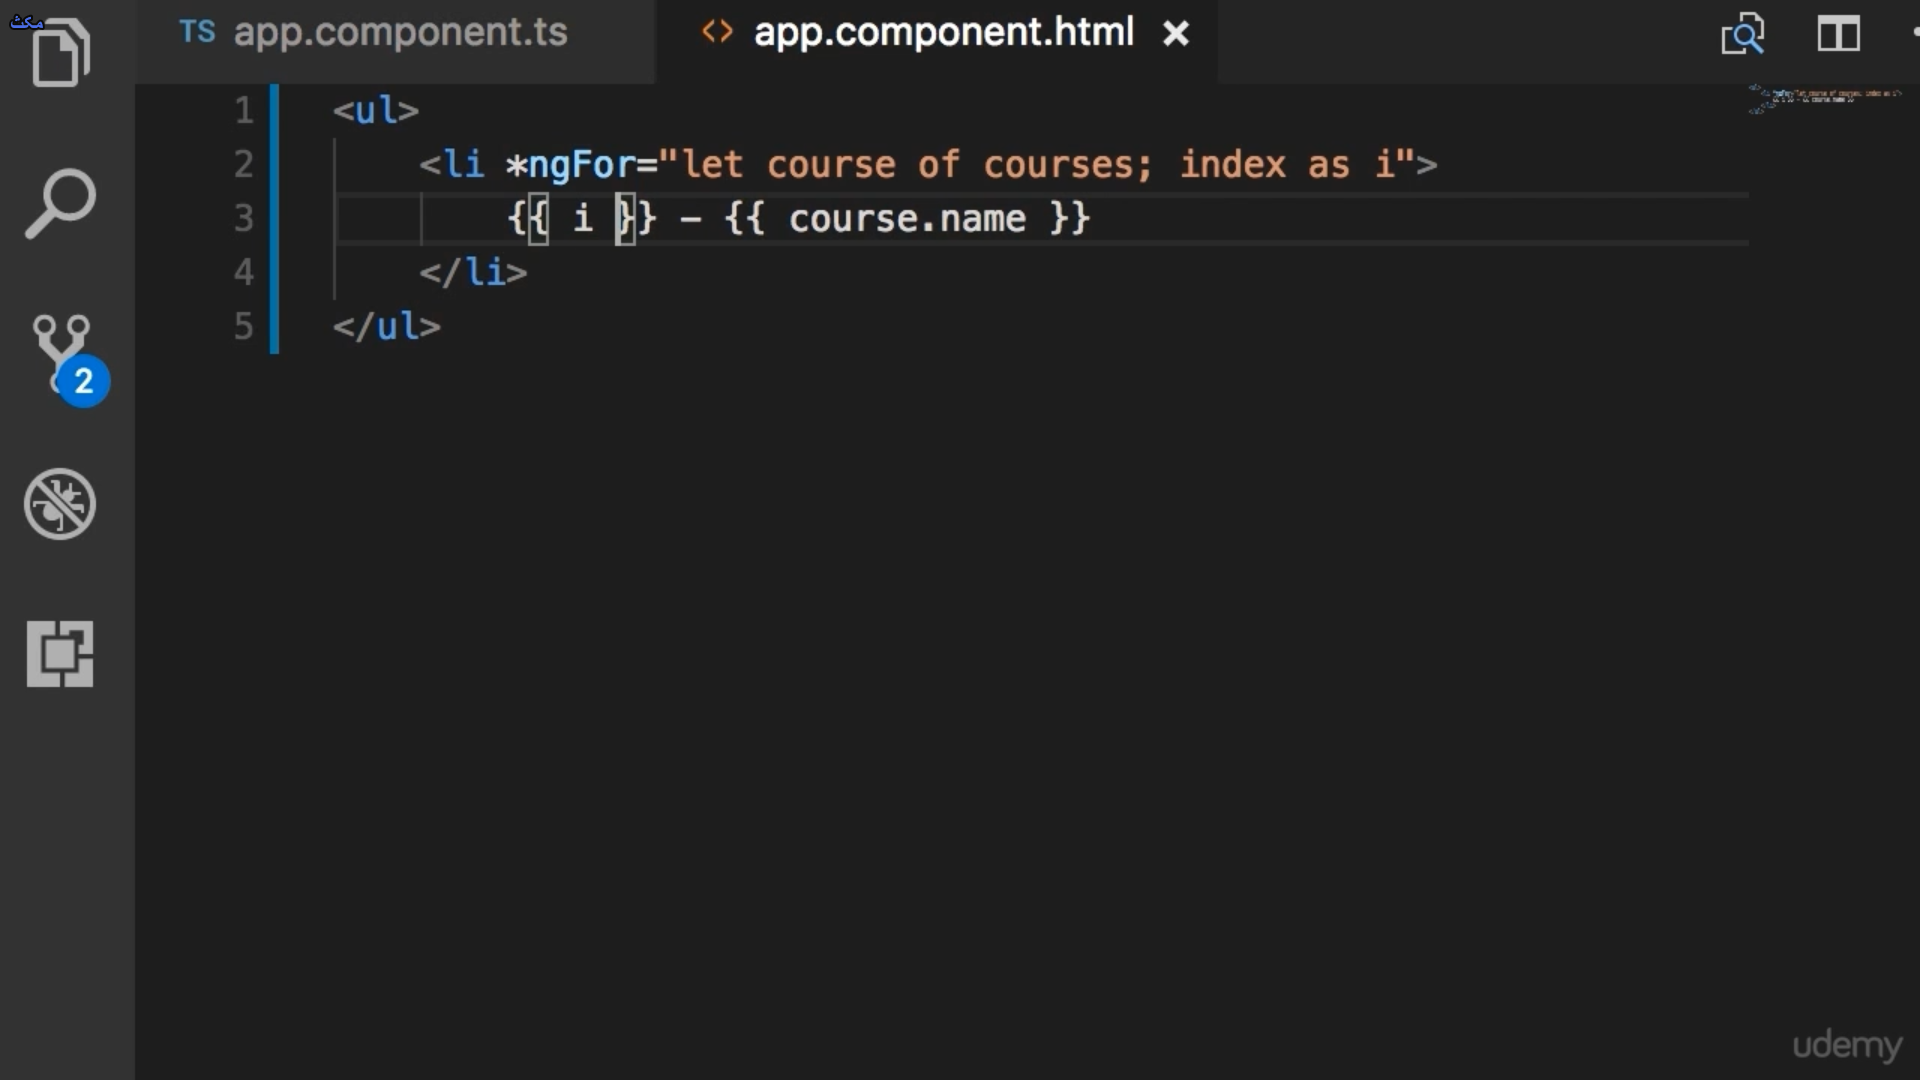 مكث
TS app.component.ts
<> app.component.html ×
1 <ul>
2 <li *ngFor="let course of courses; index as i">
3 {{ i }} - {{ course.name }}
4 </li>
5 </ul>
2
udemy